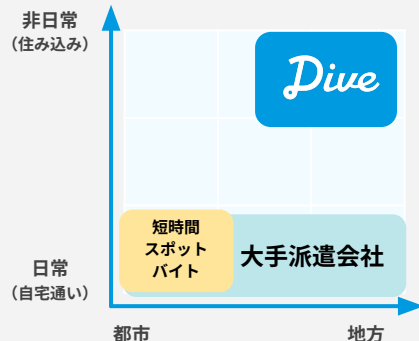 非日常
（住み込み）
Dive
短時間
スポット
バイト
大手派遣会社
日常
（自宅通い）
都市
地方